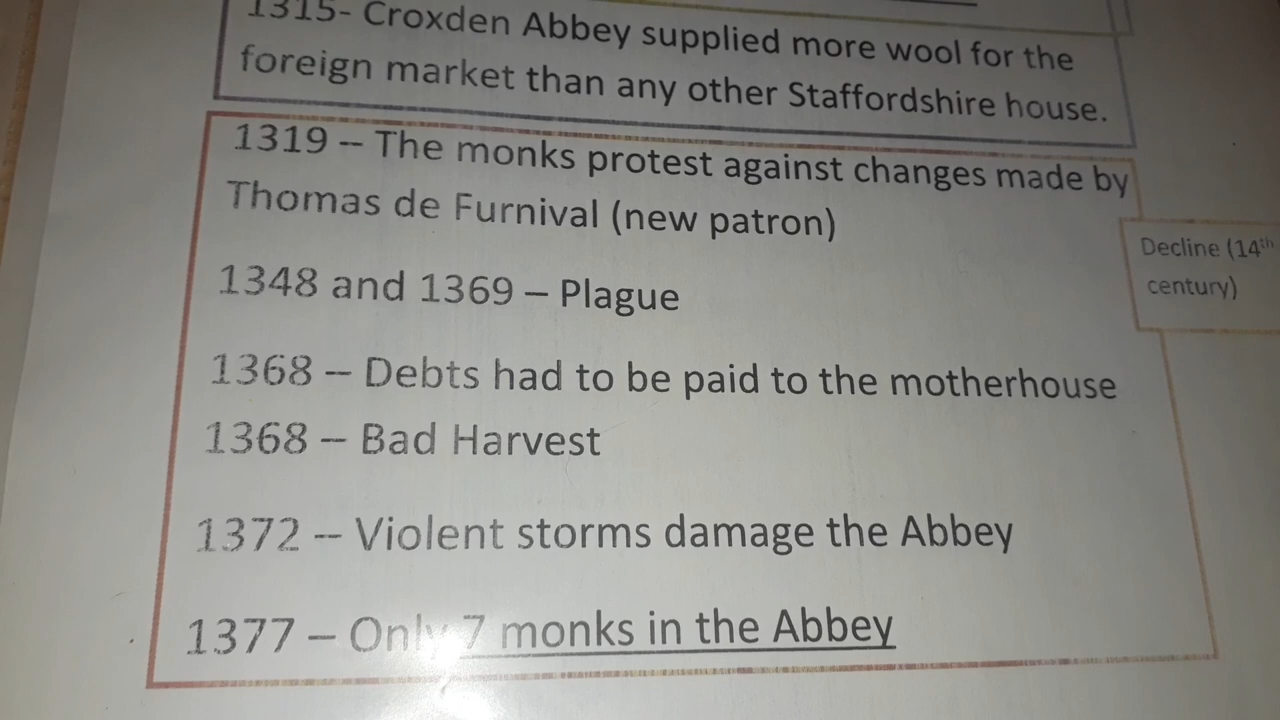 1315- Croxden Abbey supplied more wool for the
foreign market than any other Staffordshire house.
1319 – The monks protest against changes made by
Thomas de Furnival (new patron)
1348 and 1369 – Plague
1368 – Debts had to be paid to the motherhouse
1368 – Bad Harvest
1372 – Violent storms damage the Abbey
1377 – Only 7 monks in the Abbey
Decline (14th
century)